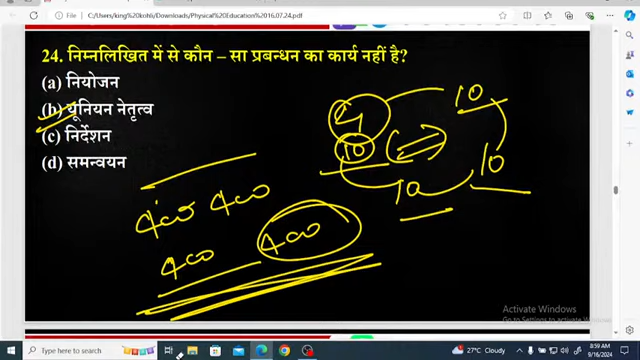 king%20kohli/Downloads/Physical%20Education%2016.07.24.pdf
24. निम्नलिखित में से कौन – सा प्रबन्धन का कार्य नहीं है?
(a) नियोजन
(b) यूनियन नेतृत्व
(c) निर्देशन
(d) समन्वयन
4
10
10
10
10
400 400
400 400
Activate Windows
Go to Settings to activate Windows.
Type here to search
27°C Cloudy
8:59 AM
9/16/2024